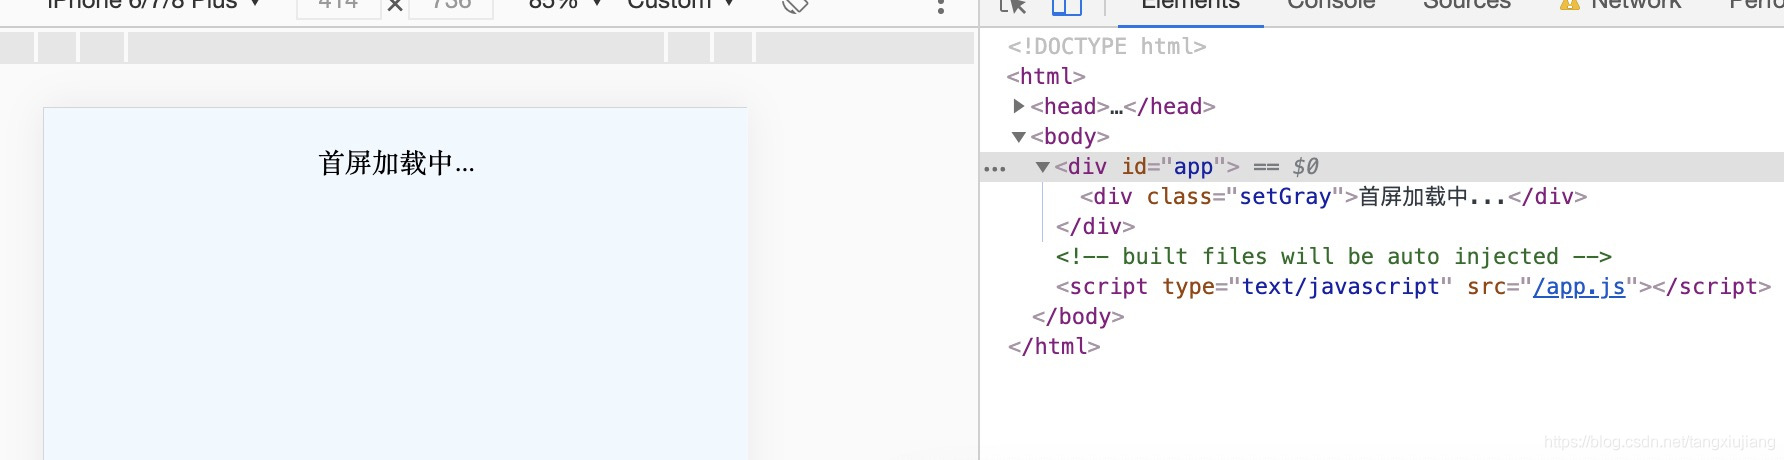 iPhone 6/7/8 Plus ▼ 414 × 736 85% ▼ Custom ▼
Elements Console Sources Network Perfo
首屏加载中...
<!DOCTYPE html>
<html>
<head>…</head>
<body>
<div id="app"> == $0
<div class="setGray">首屏加载中...</div>
</div>
<!-- built files will be auto injected -->
<script type="text/javascript" src="/app.js"></script>
</body>
</html>
https://blog.csdn.net/tangxiujiang